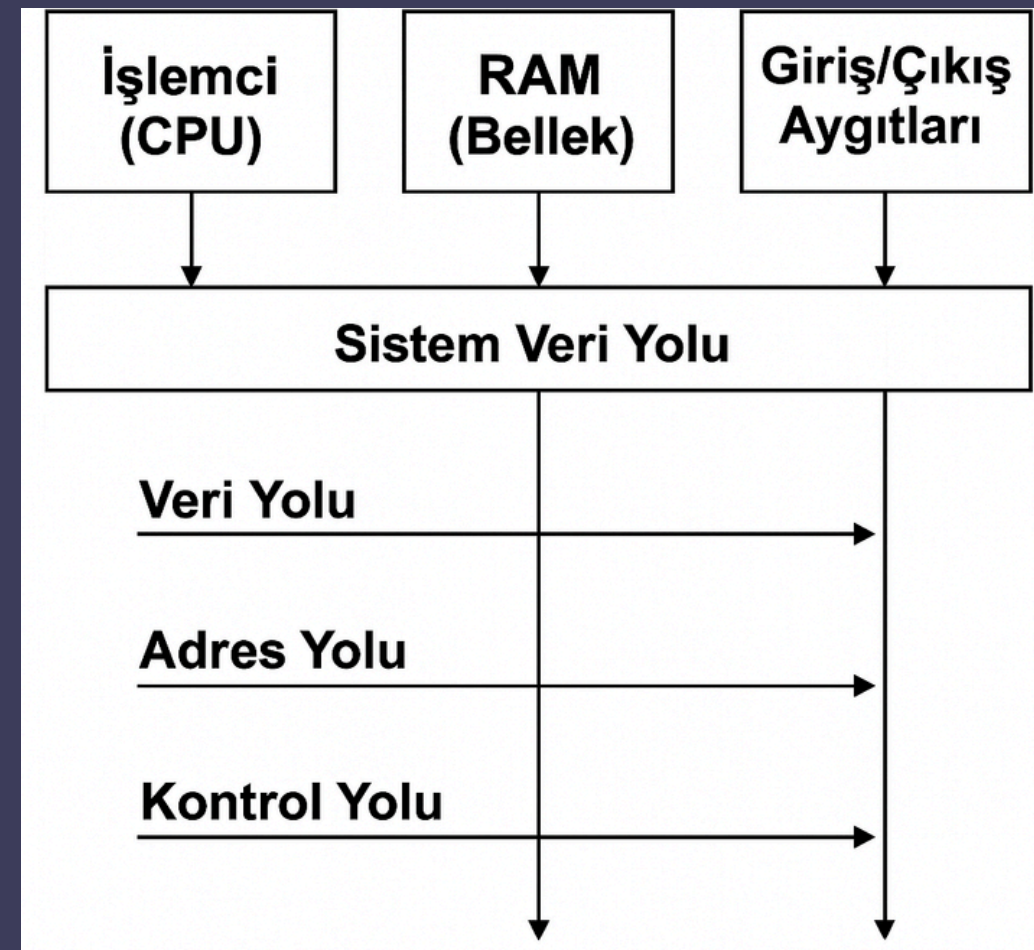 İşlemci
(CPU)
RAM
(Bellek)
Giriş/Çıkış
Aygıtları
Sistem Veri Yolu
Veri Yolu
Adres Yolu
Kontrol Yolu